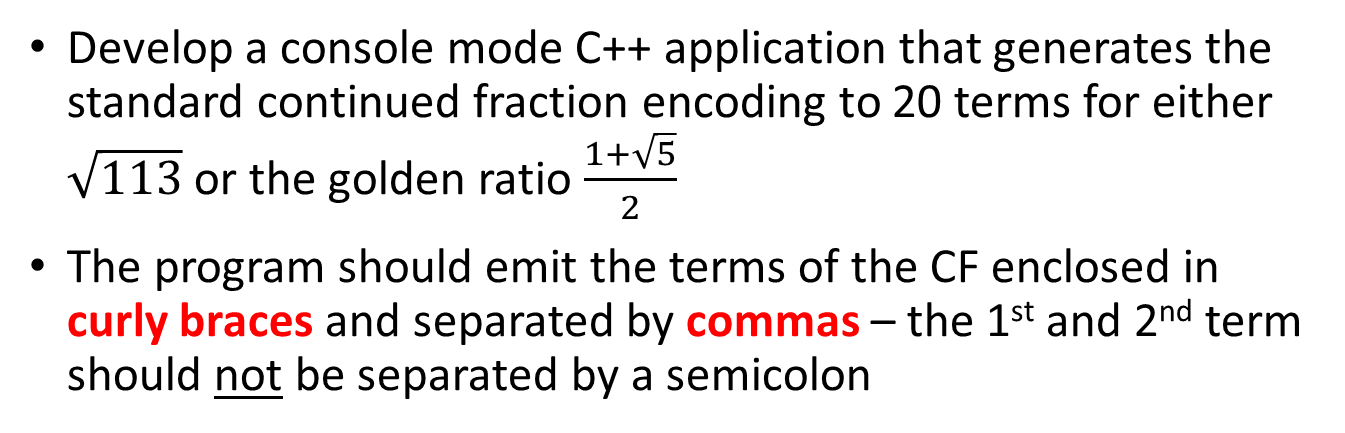 • Develop a console mode C++ application that generates the
standard continued fraction encoding to 20 terms for either
√113 or the golden ratio (1+√5)/2
• The program should emit the terms of the CF enclosed in
curly braces and separated by commas – the 1st and 2nd term
should not be separated by a semicolon